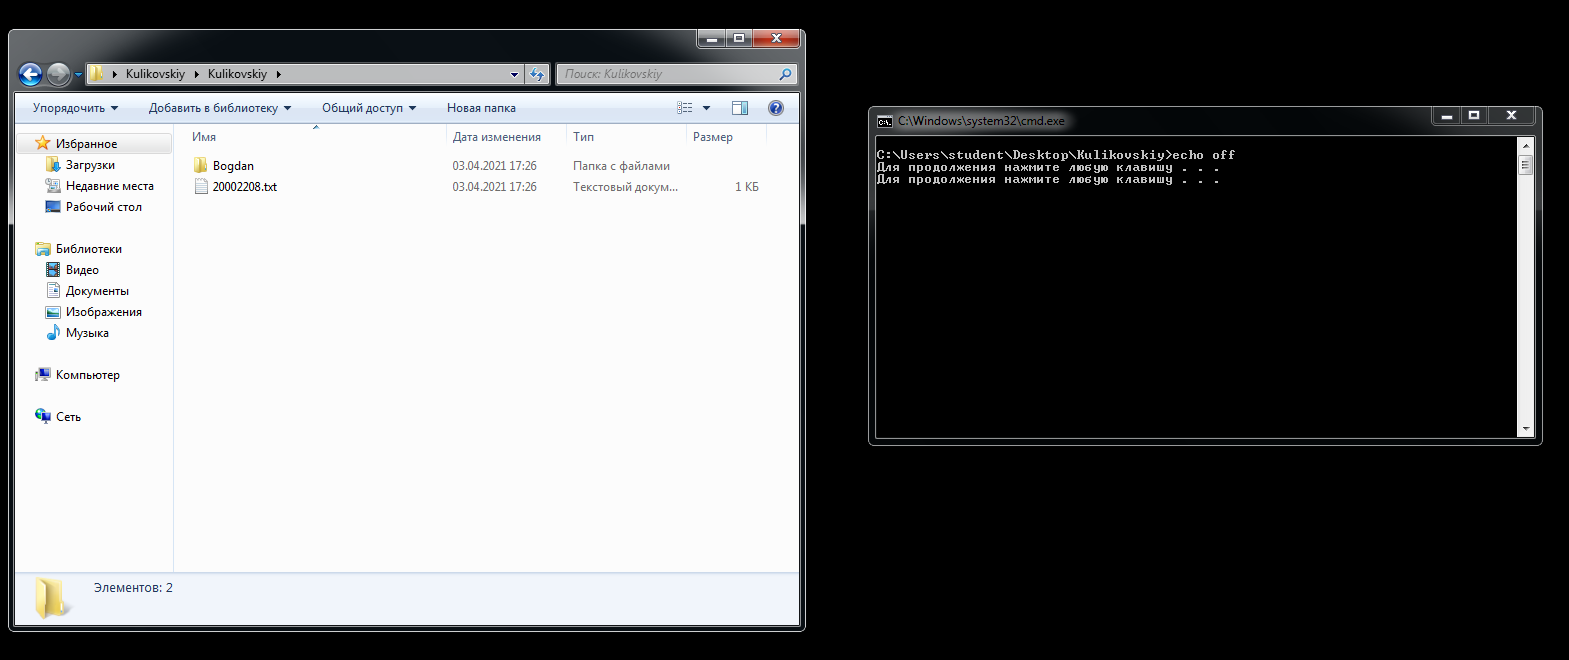 Kulikovskiy
Kulikovskiy
Поиск: Kulikovskiy
Упорядочить
Добавить в библиотеку
Общий доступ
Новая папка
Избранное
Загрузки
Недавние места
Рабочий стол
Библиотеки
Видео
Документы
Изображения
Музыка
Компьютер
Сеть
Имя Дата изменения Тип Размер
Bogdan 03.04.2021 17:26 Папка с файлами
20002208.txt 03.04.2021 17:26 Текстовый докум... 1 КБ
Элементов: 2
C:\Windows\system32\cmd.exe
C:\Users\student\Desktop\Kulikovskiy>echo off
Для продолжения нажмите любую клавишу . . .
Для продолжения нажмите любую клавишу . . .